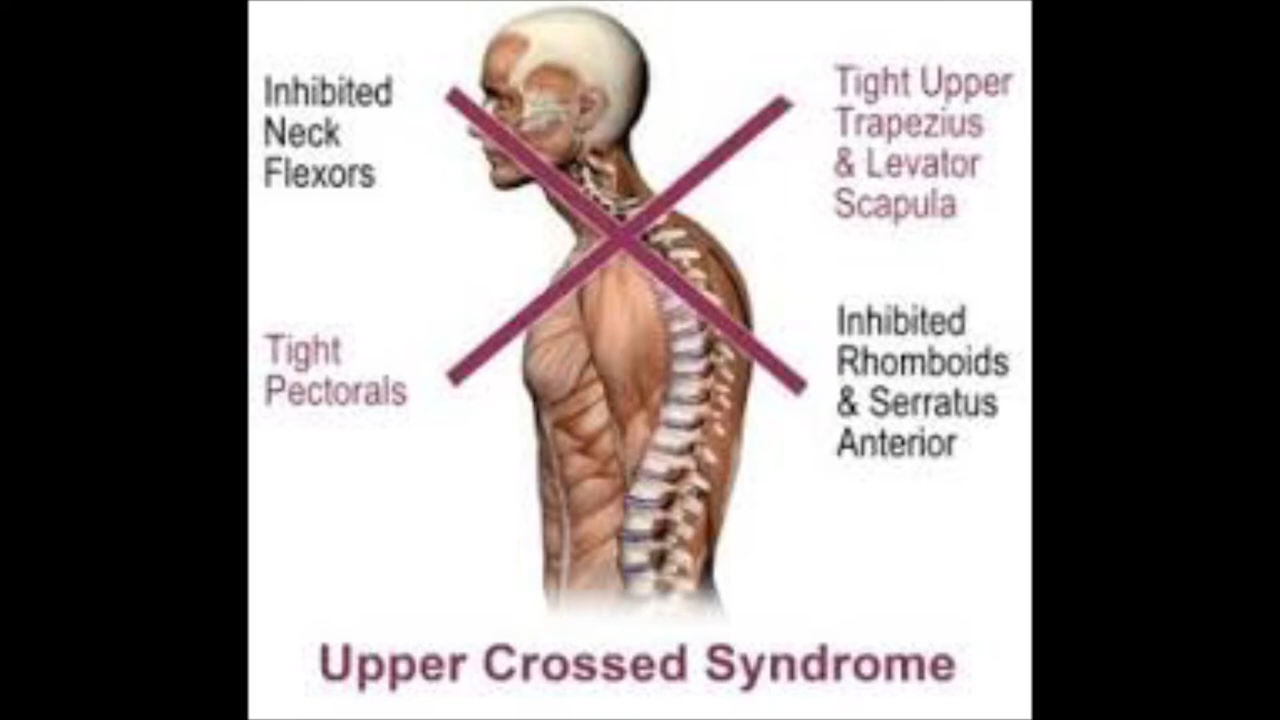 Inhibited
Neck
Flexors
Tight Upper
Trapezius
& Levator
Scapula
Tight
Pectorals
Inhibited
Rhomboids
& Serratus
Anterior
Upper Crossed Syndrome